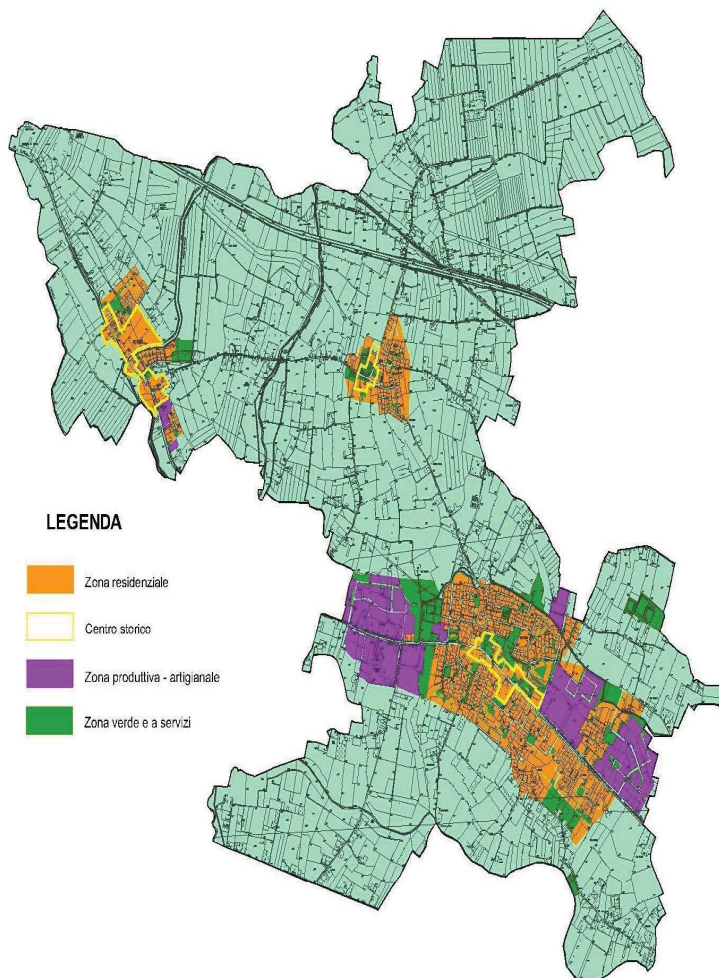 LEGENDA
Zona residenziale
Centro storico
Zona produttiva - artigianale
Zona verde e a servizi